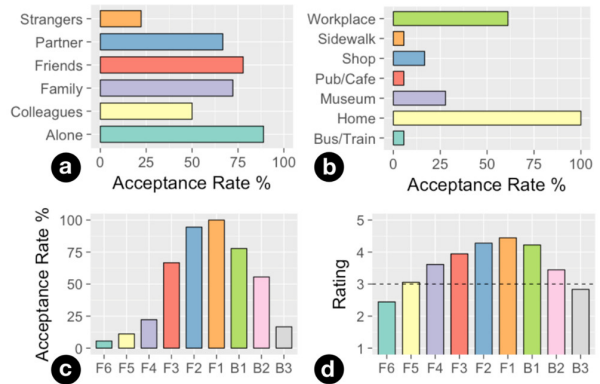 Strangers
Partner
Friends
Family
Colleagues
Alone
0 25 50 75 100
Acceptance Rate %
a
Workplace
Sidewalk
Shop
Pub/Cafe
Museum
Home
Bus/Train
0 25 50 75 100
Acceptance Rate %
b
Acceptance Rate %
100
75
50
25
0
F6 F5 F4 F3 F2 F1 B1 B2 B3
c
Rating
5
4
3
2
1
F6 F5 F4 F3 F2 F1 B1 B2 B3
d